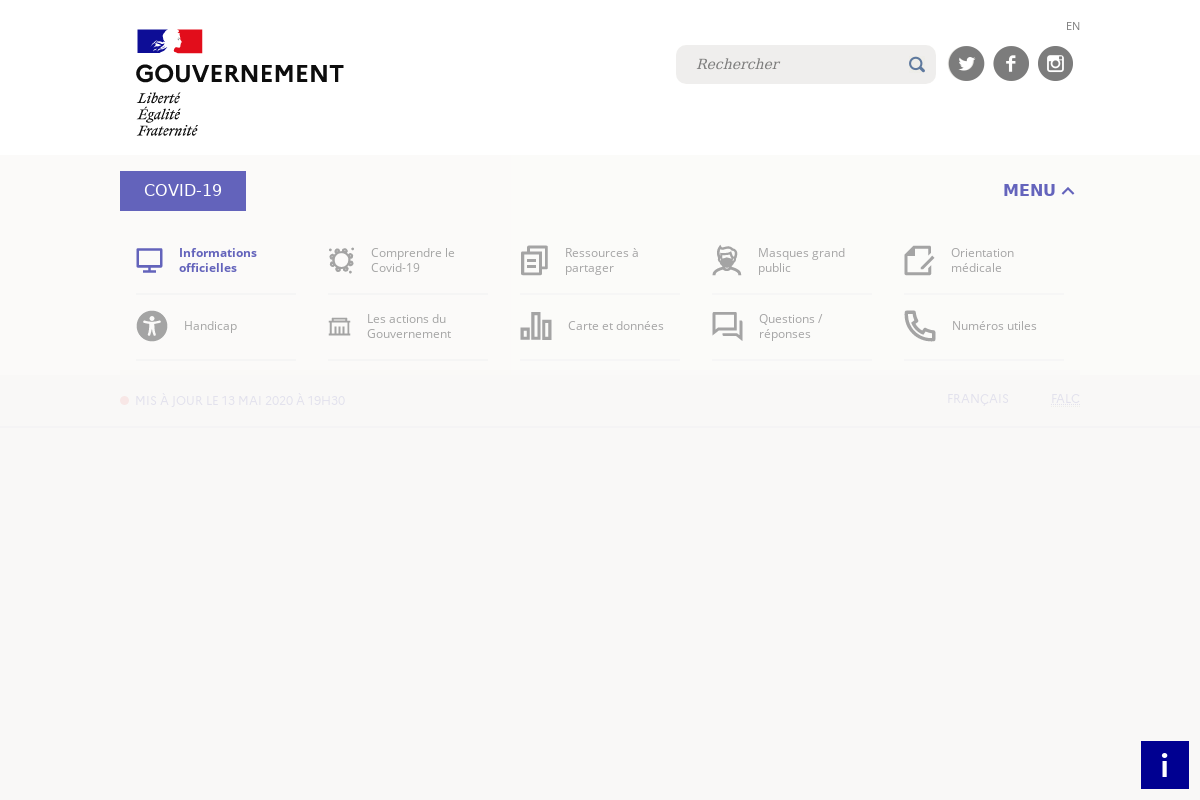 EN
GOUVERNEMENT
Liberté
Égalité
Fraternité
Rechercher
COVID-19
MENU
Informations
officielles
Comprendre le
Covid-19
Ressources à
partager
Masques grand
public
Orientation
médicale
Handicap
Les actions du
Gouvernement
Carte et données
Questions /
réponses
Numéros utiles
MIS À JOUR LE 13 MAI 2020 À 19H30
FRANÇAIS
FALC
i